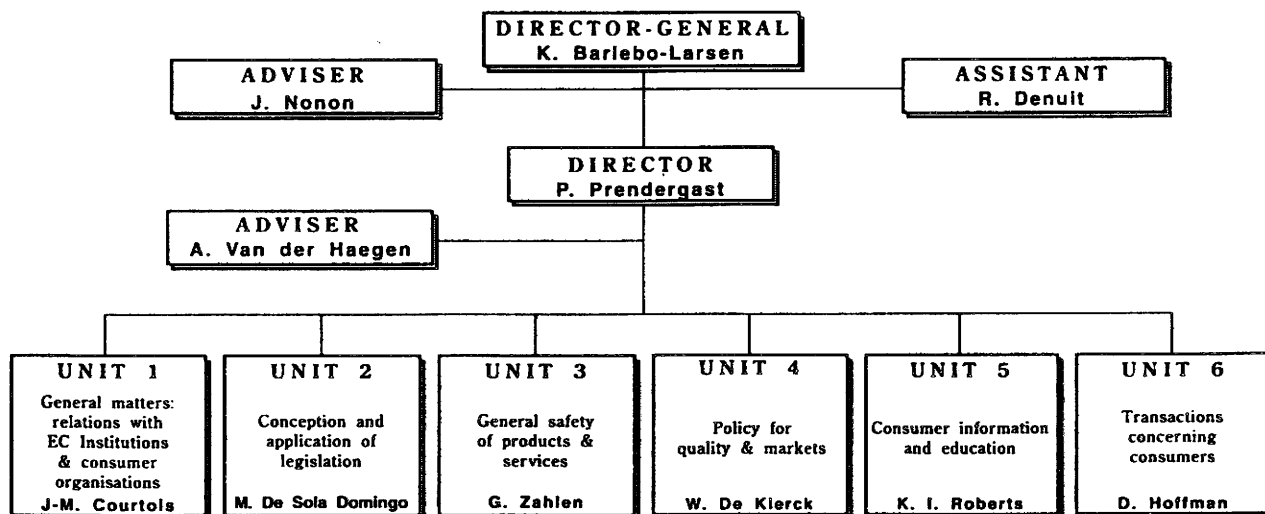 DIRECTOR-GENERAL
K. Barlebo-Larsen
ADVISER
J. Nonon
ASSISTANT
R. Denuit
DIRECTOR
P. Prendergast
ADVISER
A. Van der Haegen
UNIT 1
General matters:
relations with
EC Institutions
& consumer
organisations
J-M. Courtois
UNIT 2
Conception and
application of
legislation
M. De Sola Domingo
UNIT 3
General safety
of products &
services
G. Zahlen
UNIT 4
Policy for
quality & markets
W. De Klerck
UNIT 5
Consumer information
and education
K. I. Roberts
UNIT 6
Transactions
concerning
consumers
D. Hoffman